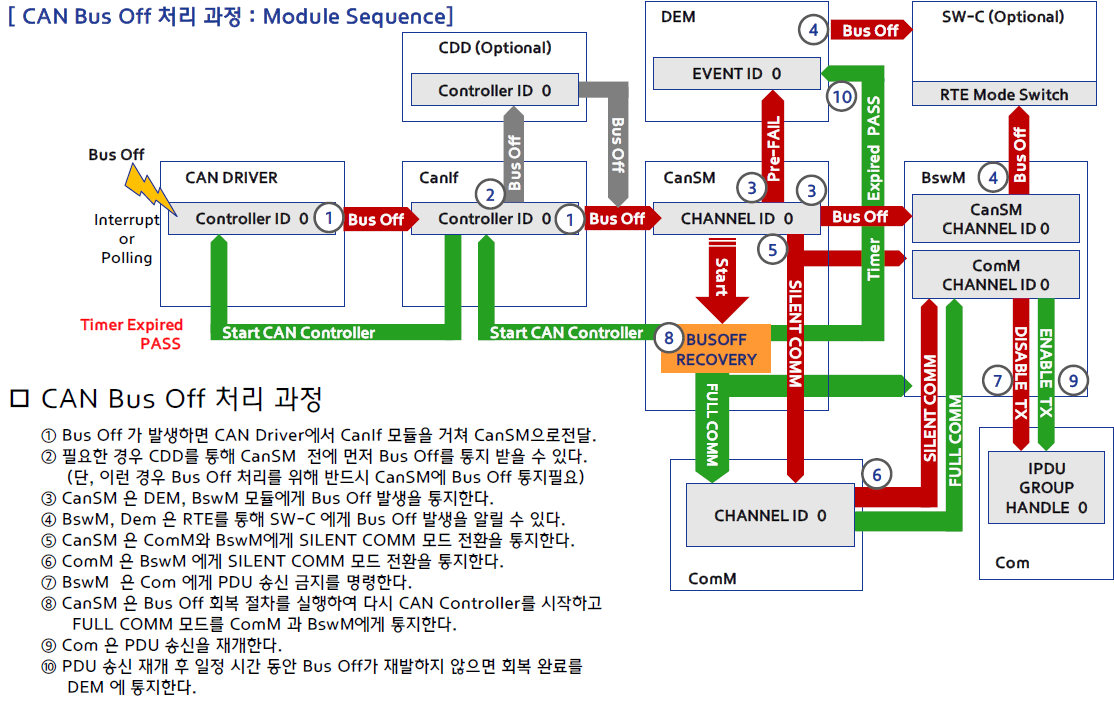 [ CAN Bus Off 처리 과정 : Module Sequence]
CDD (Optional)
Controller ID 0
DEM
EVENT ID 0
④ Bus Off
SW-C (Optional)
RTE Mode Switch
⑩
Bus Off
Bus Off
Pre-FAIL
Expired PASS
Timer
Bus Off
Bus Off
Interrupt
or
Polling
CAN DRIVER
Controller ID 0 ①
Bus Off
CanIf
②
Controller ID 0 ①
Bus Off
CanSM
③ ③
CHANNEL ID 0
⑤
Bus Off
BswM ④
CanSM
CHANNEL ID 0
ComM
CHANNEL ID 0
Start
SILENT COMM
Timer Expired
PASS
Start CAN Controller
Start CAN Controller
⑧ BUSOFF
RECOVERY
FULL COMM
SILENT COMM
FULL COMM
⑦ DISABLE TX
ENABLE TX ⑨
⑥
CHANNEL ID 0
ComM
IPDU
GROUP
HANDLE 0
Com
□ CAN Bus Off 처리 과정
① Bus Off 가 발생하면 CAN Driver에서 CanIf 모듈을 거쳐 CanSM으로전달.
② 필요한 경우 CDD를 통해 CanSM 전에 먼저 Bus Off를 통지 받을 수 있다.
(단, 이런 경우 Bus Off 처리를 위해 반드시 CanSM에 Bus Off 통지필요)
③ CanSM 은 DEM, BswM 모듈에게 Bus Off 발생을 통지한다.
④ BswM, Dem 은 RTE를 통해 SW-C 에게 Bus Off 발생을 알릴 수 있다.
⑤ CanSM 은 ComM와 BswM에게 SILENT COMM 모드 전환을 통지한다.
⑥ ComM 은 BswM 에게 SILENT COMM 모드 전환을 통지한다.
⑦ BswM 은 Com 에게 PDU 송신 금지를 명령한다.
⑧ CanSM 은 Bus Off 회복 절차를 실행하여 다시 CAN Controller를 시작하고
FULL COMM 모드를 ComM 과 BswM에게 통지한다.
⑨ Com 은 PDU 송신을 재개한다.
⑩ PDU 송신 재개 후 일정 시간 동안 Bus Off가 재발하지 않으면 회복 완료를
DEM 에 통지한다.